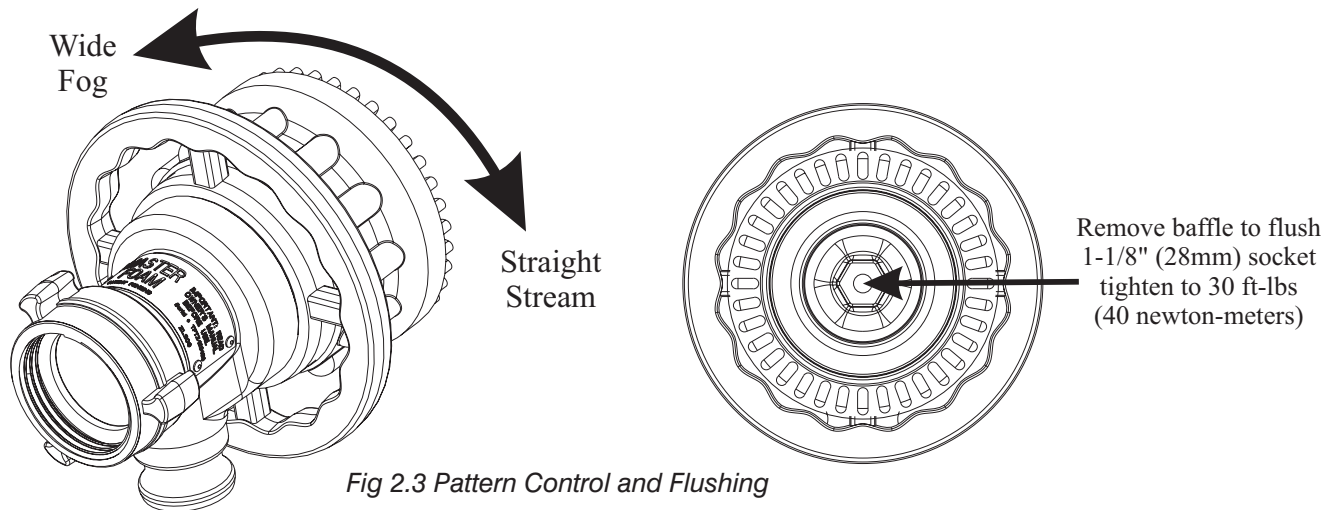 Wide
Fog
Straight
Stream
Remove baffle to flush
1-1/8" (28mm) socket
tighten to 30 ft-lbs
(40 newton-meters)
FOAM
Fig 2.3 Pattern Control and Flushing